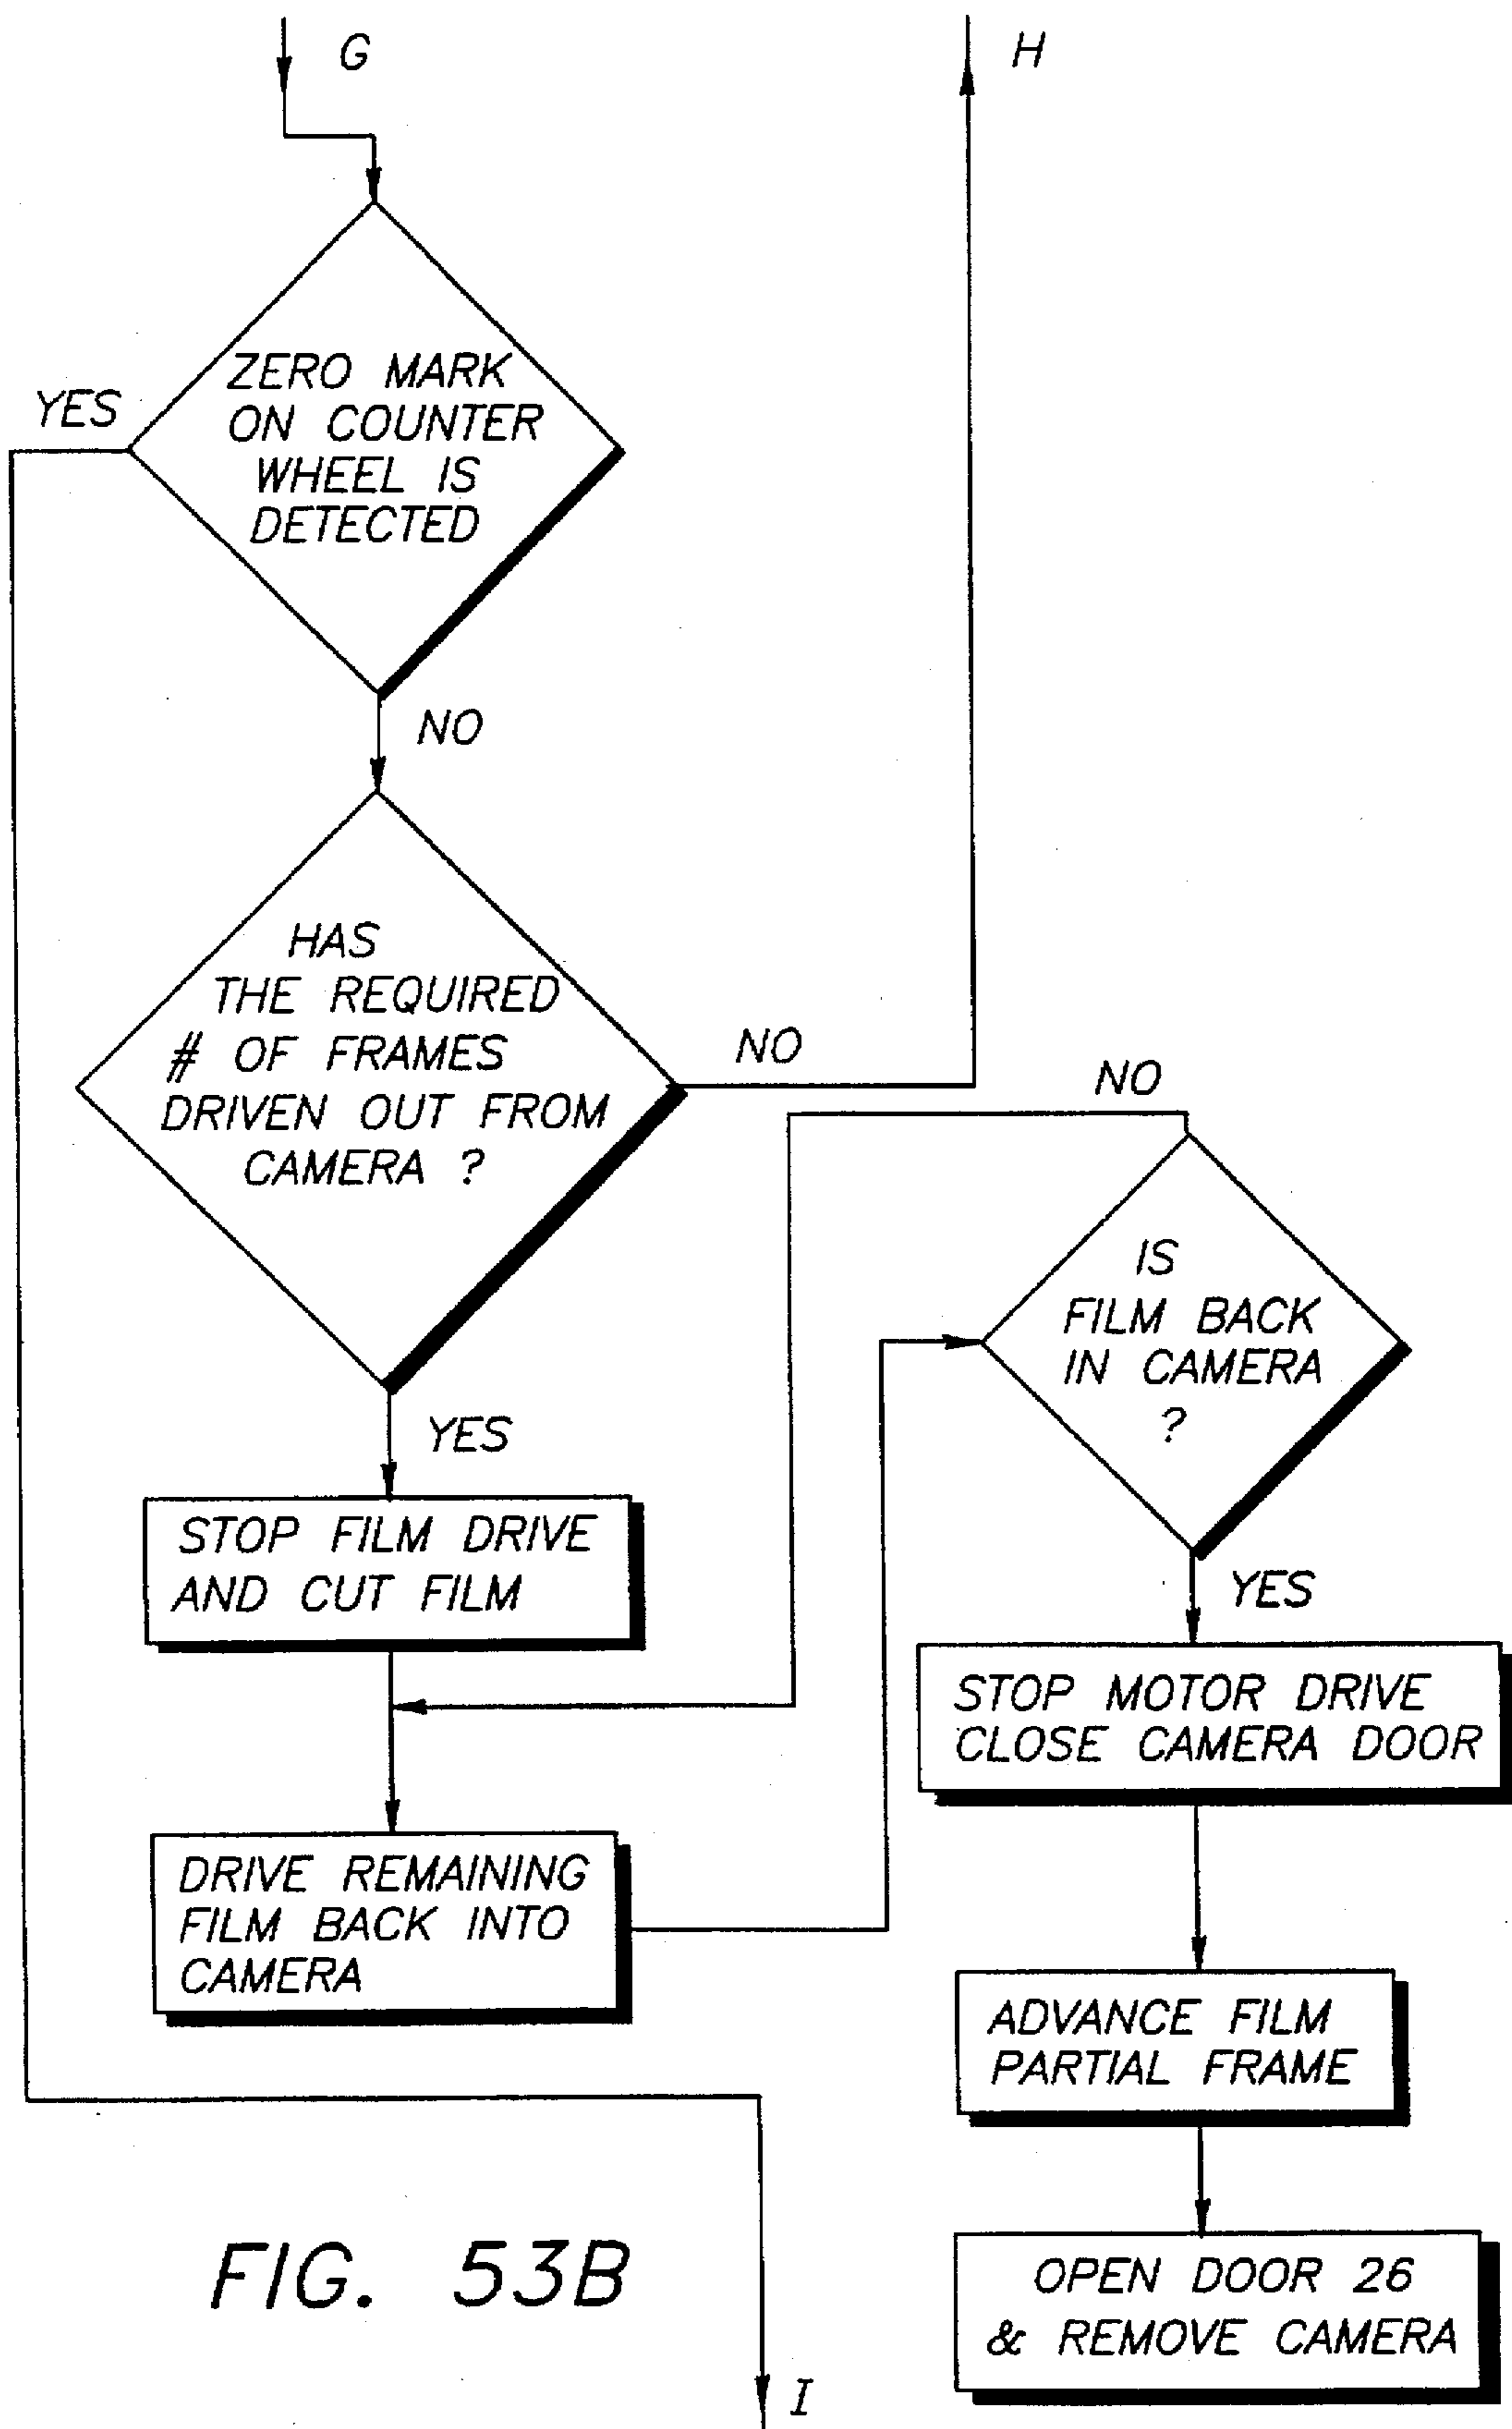 G
H
ZERO MARK
ON COUNTER
WHEEL IS
DETECTED
YES
NO
HAS
THE REQUIRED
# OF FRAMES
DRIVEN OUT FROM
CAMERA ?
NO
YES
STOP FILM DRIVE
AND CUT FILM
DRIVE REMAINING
FILM BACK INTO
CAMERA
NO
IS
FILM BACK
IN CAMERA
?
YES
STOP MOTOR DRIVE
CLOSE CAMERA DOOR
ADVANCE FILM
PARTIAL FRAME
OPEN DOOR 26
& REMOVE CAMERA
I
FIG. 53B